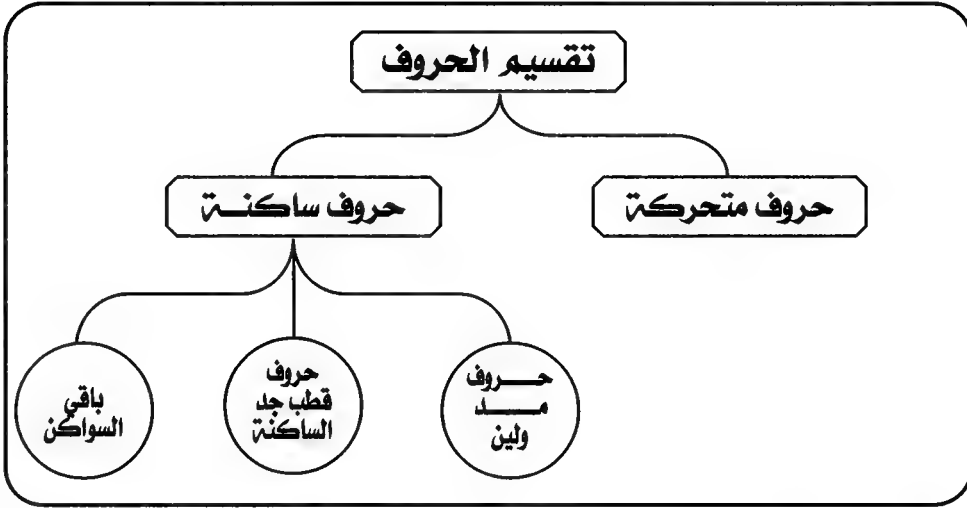 تقسيم الحروف
حروف متحركة
حروف ساكنة
حروف
مد
ولين
حروف
قطب جد
الساكنة
باقي
السواكن